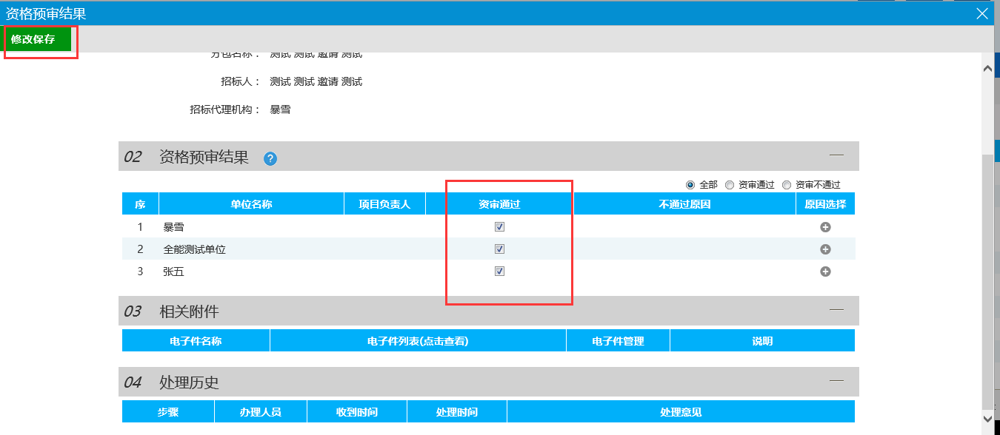 资格预审结果
修改保存
分包名称： 测试 测试 邀请 测试
招标人： 测试 测试 邀请 测试
招标代理机构： 暴雪
02 资格预审结果 ?
全部 资审通过 资审不通过
序 单位名称 项目负责人 资审通过 不通过原因 原因选择
1 暴雪
2 全能测试单位
3 张五
03 相关附件
电子件名称 电子件列表(点击查看) 电子件管理 说明
04 处理历史
步骤 办理人员 收到时间 处理时间 处理意见